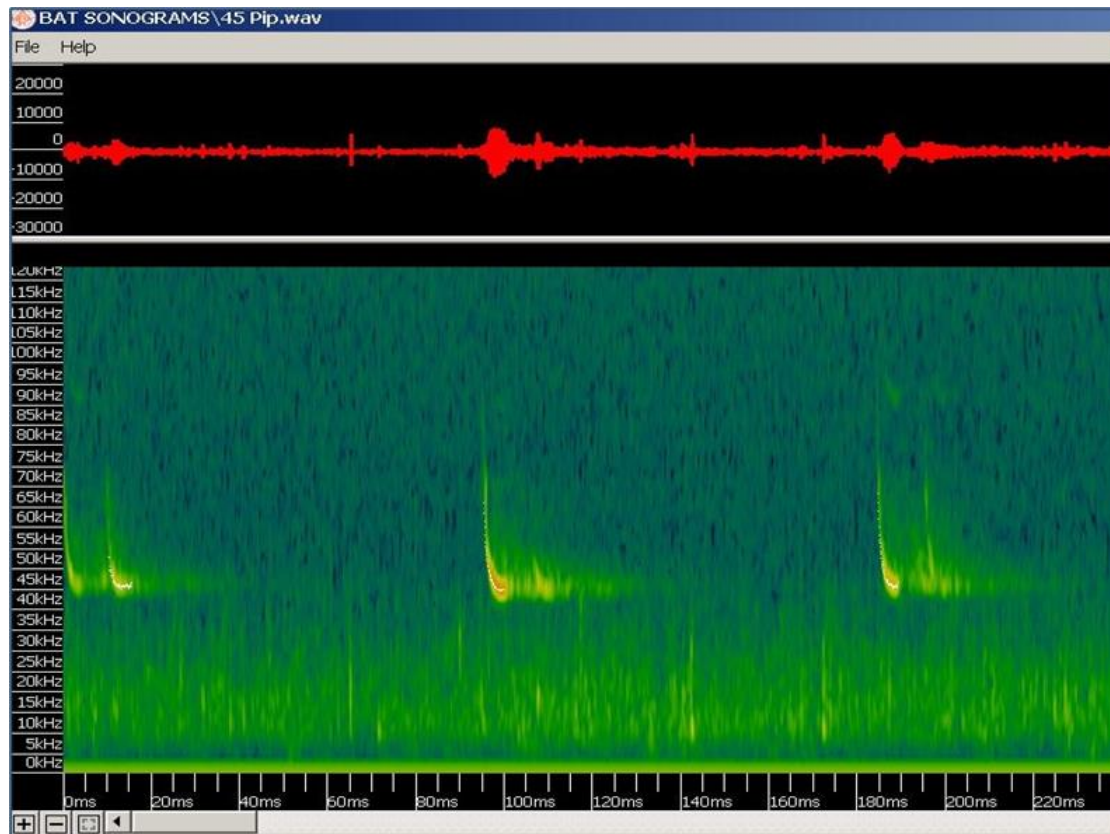 BAT SONOGRAMS\45 Pip.wav
File Help
20000
10000
0
-10000
-20000
-30000
120kHz
115kHz
110kHz
105kHz
100kHz
95kHz
90kHz
85kHz
80kHz
75kHz
70kHz
65kHz
60kHz
55kHz
50kHz
45kHz
40kHz
35kHz
30kHz
25kHz
20kHz
15kHz
10kHz
5kHz
0kHz
0ms 20ms 40ms 60ms 80ms 100ms 120ms 140ms 160ms 180ms 200ms 220ms